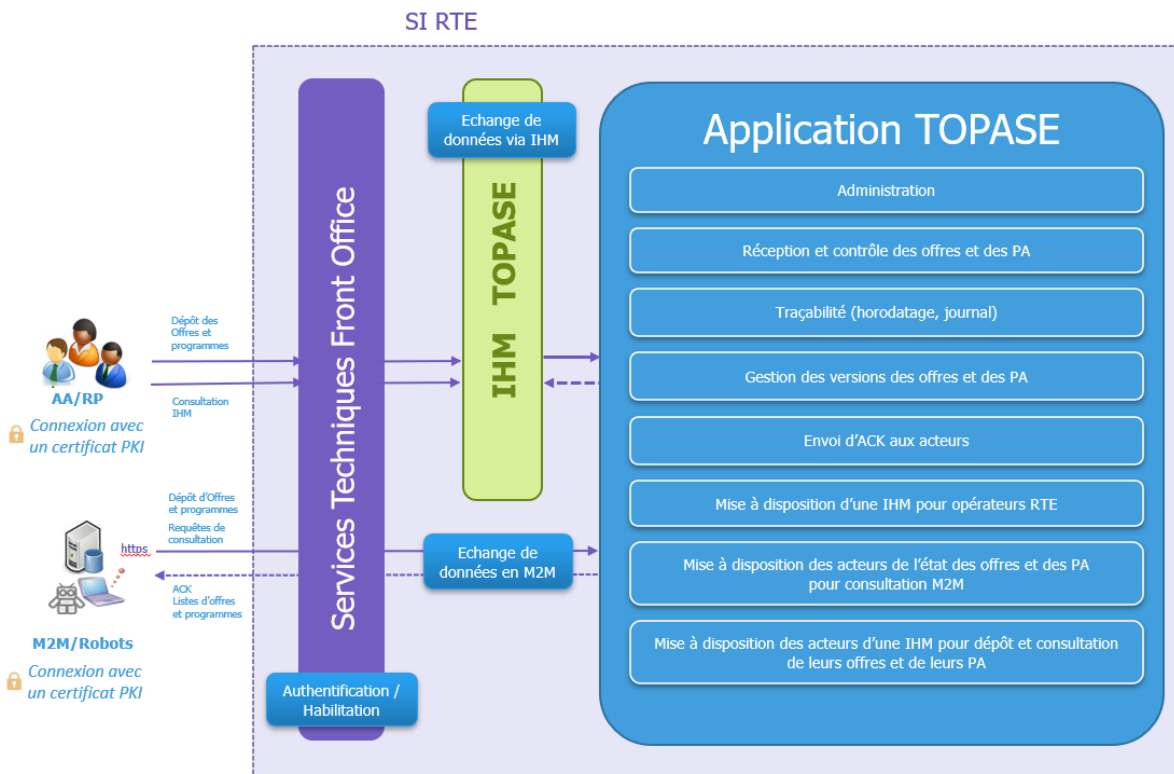 SI RTE
Services Techniques Front Office
Authentification /
Habilitation
Echange de
données via IHM
IHM TOPASE
Echange de
données en M2M
Dépôt des
Offres et
programmes
Consultation
IHM
AA/RP
Connexion avec
un certificat PKI
Dépôt d'Offres
et programmes
Requêtes de
consultation
https
ACK
Listes d'offres
et programmes
M2M/Robots
Connexion avec
un certificat PKI
Application TOPASE
Administration
Réception et contrôle des offres et des PA
Traçabilité (horodatage, journal)
Gestion des versions des offres et des PA
Envoi d'ACK aux acteurs
Mise à disposition d'une IHM pour opérateurs RTE
Mise à disposition des acteurs de l'état des offres et des PA
pour consultation M2M
Mise à disposition des acteurs d'une IHM pour dépôt et consultation
de leurs offres et de leurs PA